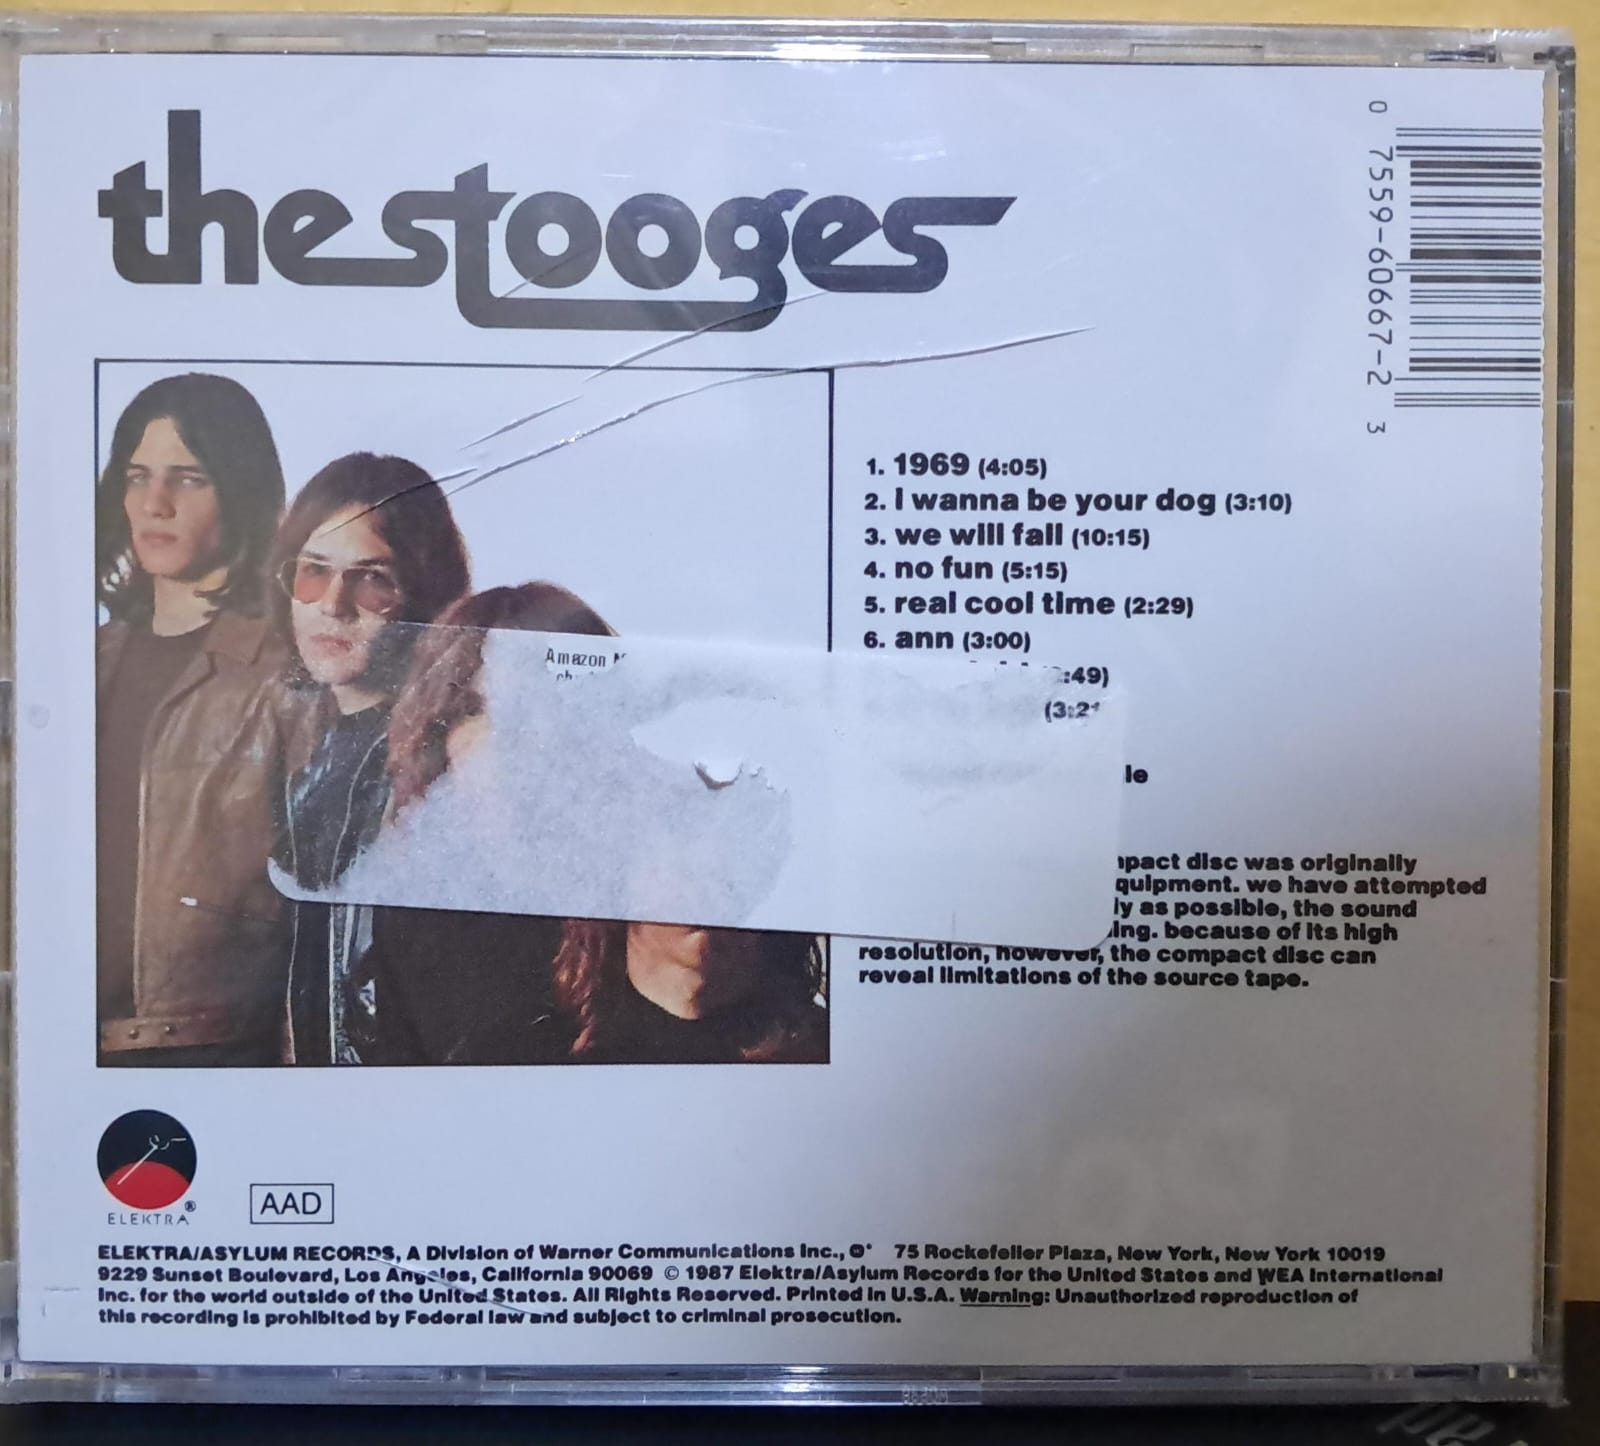 the stooges
0 7559-60667-2 3
1. 1969 (4:05)
2. I wanna be your dog (3:10)
3. we will fall (10:15)
4. no fun (5:15)
5. real cool time (2:29)
6. ann (3:00)
:49)
(3:2
Amazon
le
pact disc was originally
quipment. we have attempted
ly as possible, the sound
ing. because of its high
resolution, however, the compact disc can
reveal limitations of the source tape.
ELEKTRA®
AAD
ELEKTRA/ASYLUM RECORDS, A Division of Warner Communications Inc., 75 Rockefeller Plaza, New York, New York 10019
9229 Sunset Boulevard, Los Angeles, California 90069 © 1987 Elektra/Asylum Records for the United States and WEA International
Inc. for the world outside of the United States. All Rights Reserved. Printed in U.S.A. Warning: Unauthorized reproduction of
this recording is prohibited by Federal law and subject to criminal prosecution.